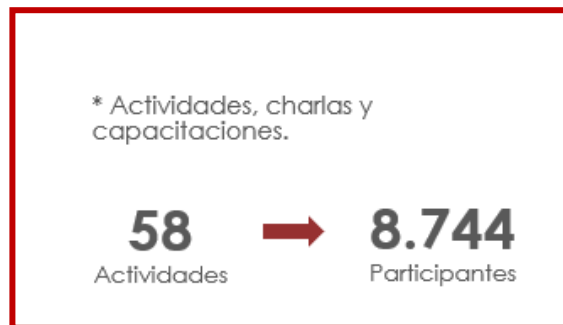 * Actividades, charlas y
capacitaciones.
58
8.744
Actividades
Participantes